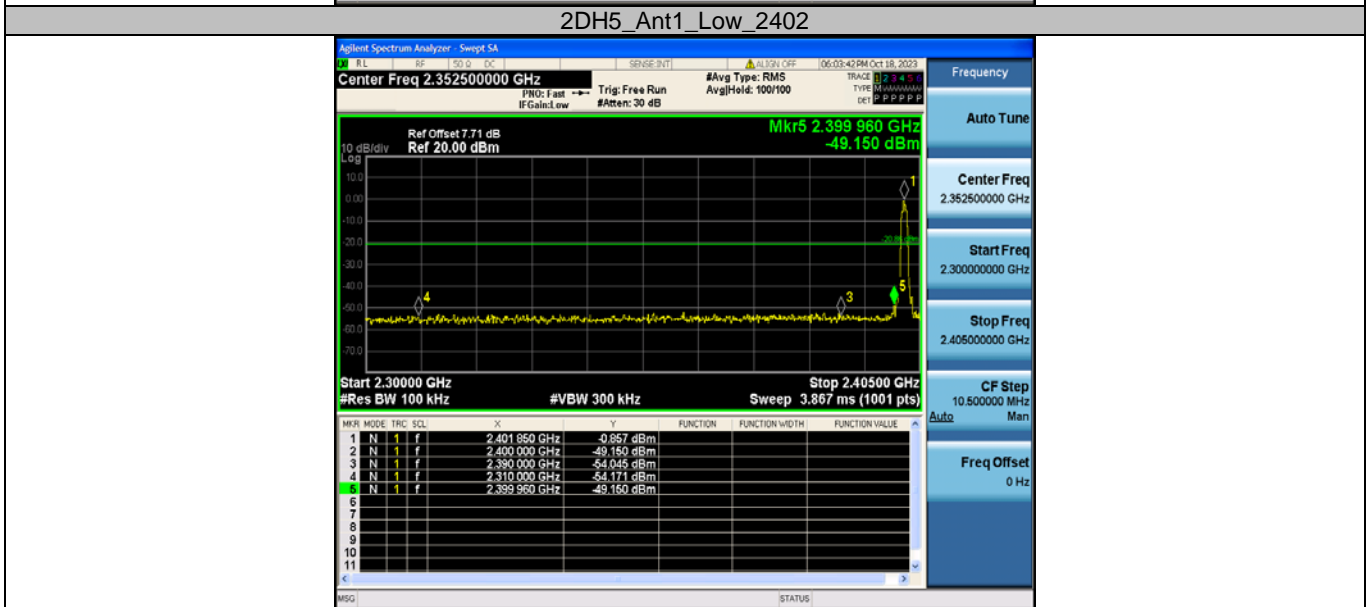 2DH5_Ant1_Low_2402
Agilent Spectrum Analyzer - Swept SA
RL RF 50 Ω DC SENSE:INT ALIGN OFF 06:03:42 PM Oct 18, 2023
Center Freq 2.352500000 GHz
PNO: Fast
IFGain:Low
Trig: Free Run
#Atten: 30 dB
#Avg Type: RMS
Avg|Hold: 100/100
TRACE 1 2 3 4 5 6
TYPE M
DET P P P P P P
Frequency
Mkr5 2.399 960 GHz
-49.150 dBm
Ref Offset 7.71 dB
10 dB/div Ref 20.00 dBm
Log
10.0
0.00
-10.0
-20.0
-30.0
-40.0
-50.0
-60.0
-70.0
1
4
3
5
Start 2.30000 GHz Stop 2.40500 GHz
#Res BW 100 kHz #VBW 300 kHz Sweep 3.867 ms (1001 pts)
MKR MODE TRC SCL X Y FUNCTION FUNCTION WIDTH FUNCTION VALUE
1 N 1 f 2.401 850 GHz -0.857 dBm
2 N 1 f 2.400 000 GHz -49.150 dBm
3 N 1 f 2.390 000 GHz -54.045 dBm
4 N 1 f 2.310 000 GHz -54.171 dBm
5 N 1 f 2.399 960 GHz -49.150 dBm
6
7
8
9
10
11
MSG STATUS
Auto Tune
Center Freq
2.352500000 GHz
Start Freq
2.300000000 GHz
Stop Freq
2.405000000 GHz
CF Step
10.500000 MHz
Auto Man
Freq Offset
0 Hz